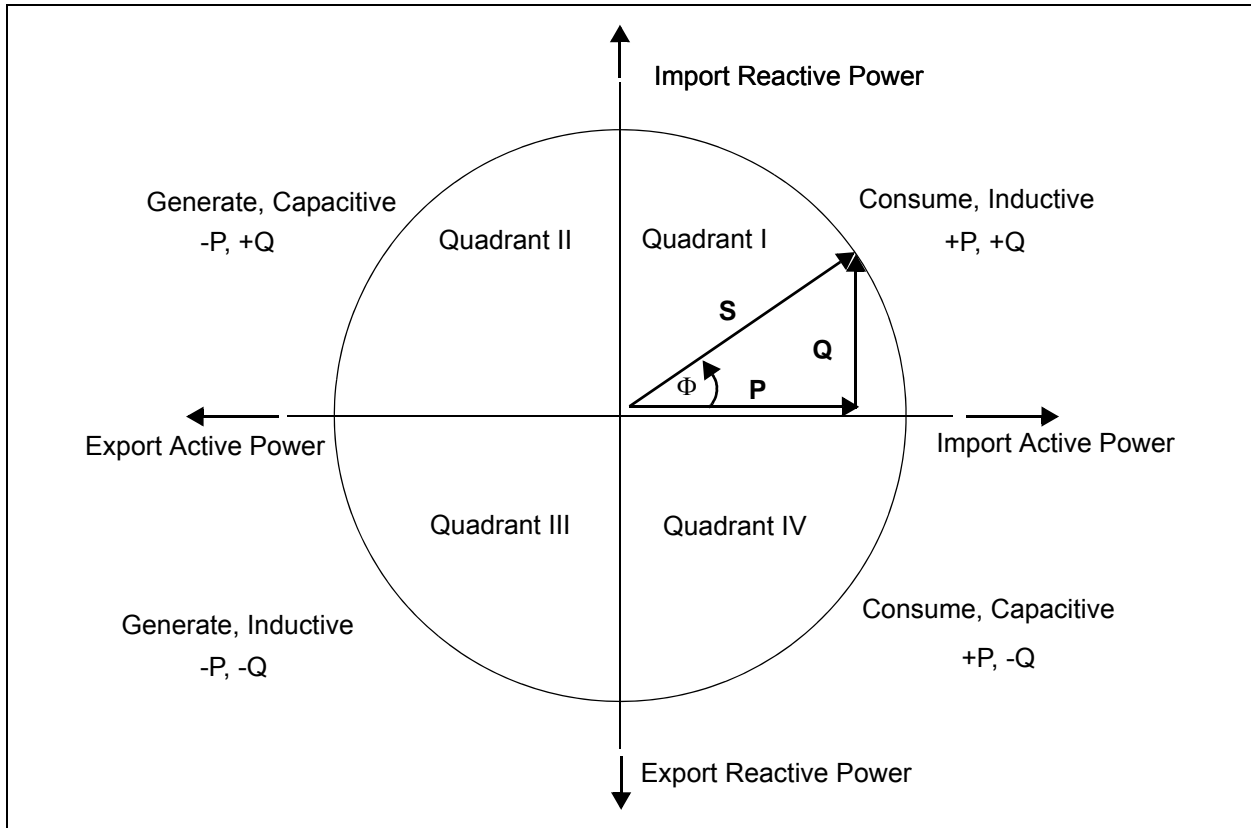 Import Reactive Power
Generate, Capacitive
-P, +Q
Consume, Inductive
+P, +Q
Quadrant II
Quadrant I
S
Q
Φ
P
Export Active Power
Import Active Power
Quadrant III
Quadrant IV
Generate, Inductive
-P, -Q
Consume, Capacitive
+P, -Q
Export Reactive Power